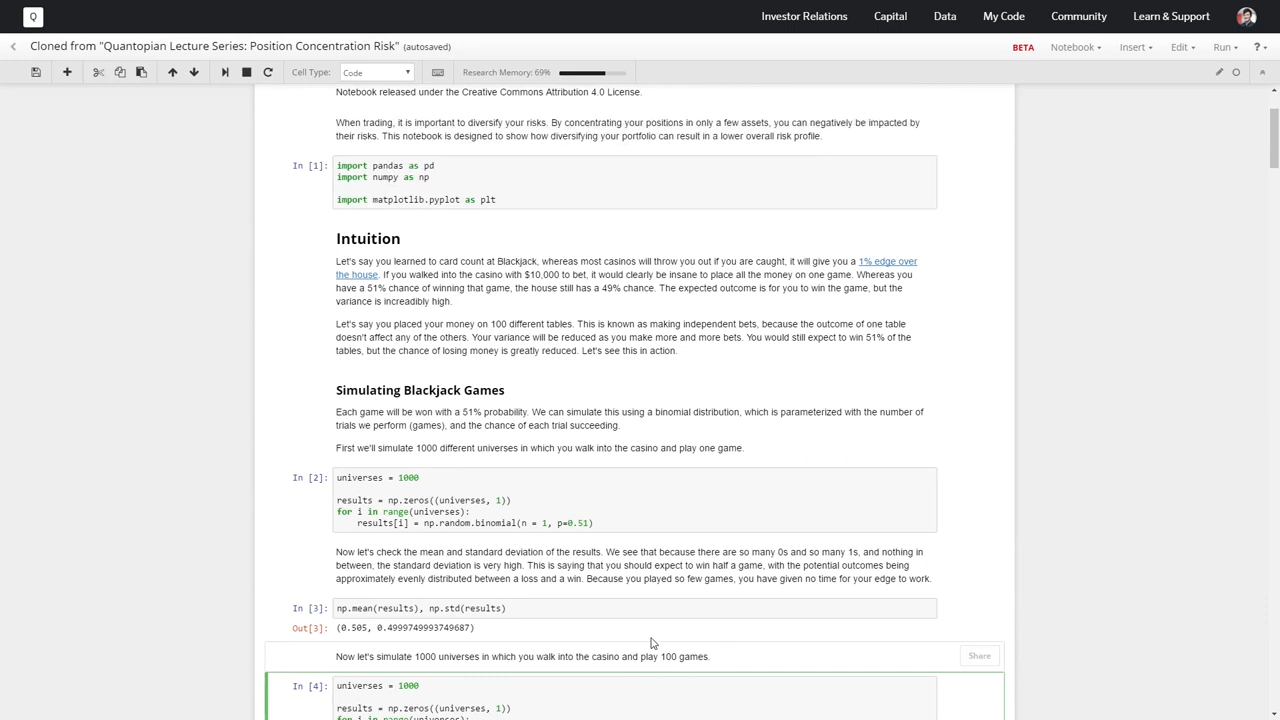 Q
Investor Relations Capital Data My Code Community Learn & Support
Cloned from "Quantopian Lecture Series: Position Concentration Risk" (autosaved)
BETA Notebook Insert Edit Run ?
Cell Type: Code Research Memory: 69%
Notebook released under the Creative Commons Attribution 4.0 License.
When trading, it is important to diversify your risks. By concentrating your positions in only a few assets, you can negatively be impacted by
their risks. This notebook is designed to show how diversifying your portfolio can result in a lower overall risk profile.
In [1]: import pandas as pd
import numpy as np
import matplotlib.pyplot as plt
Intuition
Let's say you learned to card count at Blackjack, whereas most casinos will throw you out if you are caught, it will give you a 1% edge over
the house. If you walked into the casino with $10,000 to bet, it would clearly be insane to place all the money on one game. Whereas you
have a 51% chance of winning that game, the house still has a 49% chance. The expected outcome is for you to win the game, but the
variance is increadibly high.
Let's say you placed your money on 100 different tables. This is known as making independent bets, because the outcome of one table
doesn't affect any of the others. Your variance will be reduced as you make more and more bets. You would still expect to win 51% of the
tables, but the chance of losing money is greatly reduced. Let's see this in action.
Simulating Blackjack Games
Each game will be won with a 51% probability. We can simulate this using a binomial distribution, which is parameterized with the number of
trials we perform (games), and the chance of each trial succeeding.
First we'll simulate 1000 different universes in which you walk into the casino and play one game.
In [2]: universes = 1000
results = np.zeros((universes, 1))
for i in range(universes):
results[i] = np.random.binomial(n = 1, p=0.51)
Now let's check the mean and standard deviation of the results. We see that because there are so many 0s and so many 1s, and nothing in
between, the standard deviation is very high. This is saying that you should expect to win half a game, with the potential outcomes being
approximately evenly distributed between a loss and a win. Because you played so few games, you have given no time for your edge to work.
In [3]: np.mean(results), np.std(results)
Out[3]: (0.505, 0.4999749993749687)
Now let's simulate 1000 universes in which you walk into the casino and play 100 games.
Share
In [4]: universes = 1000
results = np.zeros((universes, 1))
for i in range(universes):